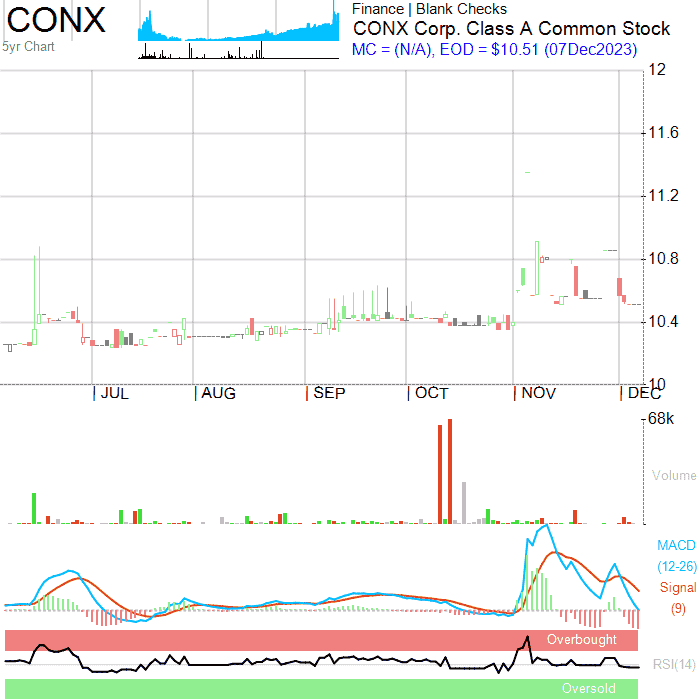 CONX
5yr Chart
Finance | Blank Checks
CONX Corp. Class A Common Stock
MC = (N/A), EOD = $10.51 (07Dec2023)
12
11.6
11.2
10.8
10.4
10
JUL
AUG
SEP
OCT
NOV
DEC
68k
Volume
MACD
(12-26)
Signal
(9)
Overbought
RSI(14)
Oversold